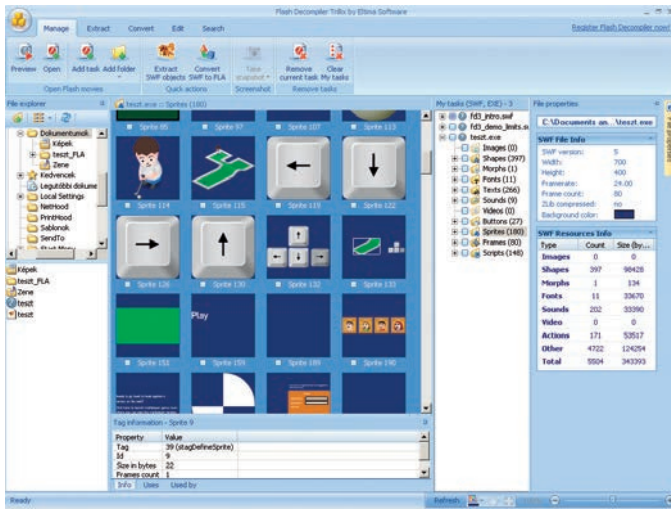 Flash Decompiler Trillix by Eltima Software
Manage Extract Convert Edit Search
Register Flash Decompiler
Preview Open Add task Add folder Extract SWF objects Convert SWF to FLA Take snapshot Remove current task Clear My tasks
Open Flash movies Quick actions Screenshot Remove tasks
File explorer
Dokumentumok
Képek
teszt_FLA
Zene
Kedvencek
Legutóbbi dokume
Local Settings
NetHood
PrintHood
Sablonok
SendTo
Start Menu
Képek
teszt_FLA
Zene
teszt
teszt
teszt.exe :: Sprites (180)
Sprite 85 Sprite 97 Sprite 107 Sprite 113
Sprite 114 Sprite 115 Sprite 119 Sprite 122
Sprite 126 Sprite 130 Sprite 132 Sprite 133
Play
Sprite 151 Sprite 159 Sprite 189 Sprite 190
Tag information - Sprite 9
Property Value
Tag 39 (stagDefineSprite)
Id 9
Size in bytes 22
Frames count 1
Info Uses Used by
My tasks (SWF, EXE) - 3
fd3_intro.swf
fd3_demo_limits.sw
teszt.exe
Images (0)
Shapes (397)
Morphs (1)
Fonts (11)
Texts (266)
Sounds (9)
Videos (0)
Buttons (27)
Sprites (180)
Frames (80)
Scripts (148)
File properties
C:\Documents an...\teszt.exe
SWF File Info
SWF version: 5
Width: 700
Height: 400
Framerate: 24.00
Frame count: 80
ZLib compressed: no
Background color:
SWF Resources Info
Type Count Size (by...
Images 0 0
Shapes 397 98428
Morphs 1 134
Fonts 11 33670
Sounds 202 33390
Video 0 0
Actions 171 53517
Other 4722 124254
Total 5504 343393
Ready
Refresh: